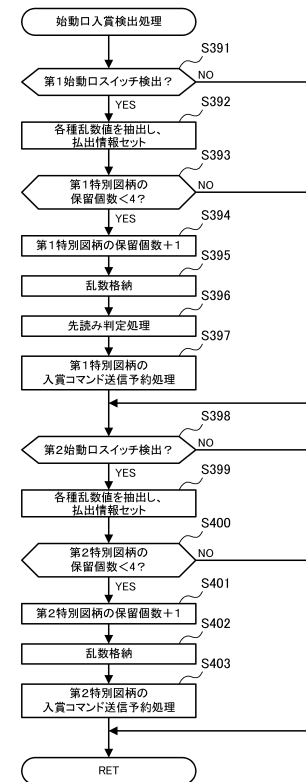 始動口入賞検出処理
S391
第1始動口スイッチ検出?
NO
YES
S392
各種乱数値を抽出し、
払出情報セット
S393
第1特別図柄の
保留個数<4?
NO
YES
S394
第1特別図柄の保留個数+1
S395
乱数格納
S396
先読み判定処理
S397
第1特別図柄の
入賞コマンド送信予約処理
S398
第2始動口スイッチ検出?
NO
YES
S399
各種乱数値を抽出し、
払出情報セット
S400
第2特別図柄の
保留個数<4?
NO
YES
S401
第2特別図柄の保留個数+1
S402
乱数格納
S403
第2特別図柄の
入賞コマンド送信予約処理
RET